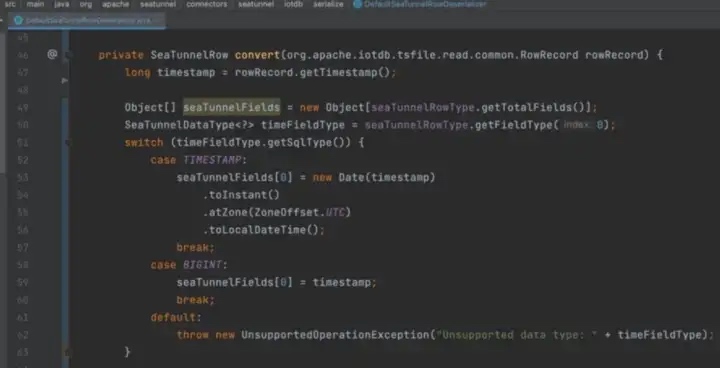 src main java org apache seatunnel connectors seatunnel iotdb serialize DefaultSeaTunnelRowDeserializer
DefaultSeaTunnelRowDeserializer.java
45
46 @ private SeaTunnelRow convert(org.apache.iotdb.tsfile.read.common.RowRecord rowRecord) {
47 long timestamp = rowRecord.getTimestamp();
49 Object[] seaTunnelFields = new Object[seaTunnelRowType.getTotalFields()];
50 SeaTunnelDataType<?> timeFieldType = seaTunnelRowType.getFieldType( index: 0);
51 switch (timeFieldType.getSqlType()) {
52 case TIMESTAMP:
53 seaTunnelFields[0] = new Date(timestamp)
54 .toInstant()
55 .atZone(ZoneOffset.UTC)
56 .toLocalDateTime();
57 break;
58 case BIGINT:
59 seaTunnelFields[0] = timestamp;
60 break;
61 default:
62 throw new UnsupportedOperationException("Unsupported data type: " + timeFieldType);
63 }